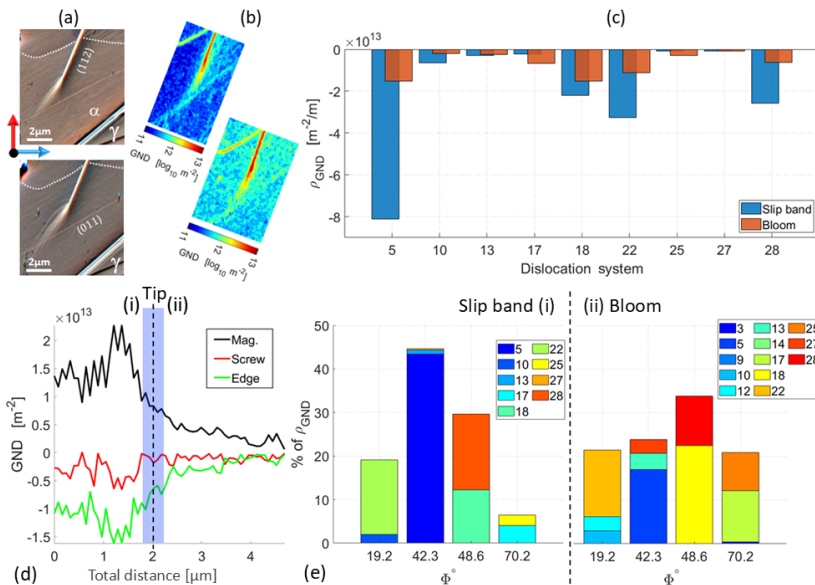 (a)
(b)
(c)
(112)
α
γ
2μm
(011)
γ
2μm
11
12
13
GND [log₁₀ m⁻²]
11
12
13
GND [log₁₀ m⁻²]
×10¹³
0
-2
-4
-6
-8
ρGND [m⁻²/m]
Slip band
Bloom
5 10 13 17 18 22 25 27 28
Dislocation system
×10¹³
(i) Tip (ii)
2
1.5
1
0.5
0
-0.5
-1
-1.5
GND [m⁻²]
Mag.
Screw
Edge
0 1 2 3 4
Total distance [μm]
(d)
Slip band (i)
(ii) Bloom
50
40
30
20
10
0
% of ρGND
5 22
10 25
13 27
17 28
18
3 13 25
5 14 27
9 17 28
10 18
12 22
19.2 42.3 48.6 70.2
19.2 42.3 48.6 70.2
Φ°
Φ°
(e)